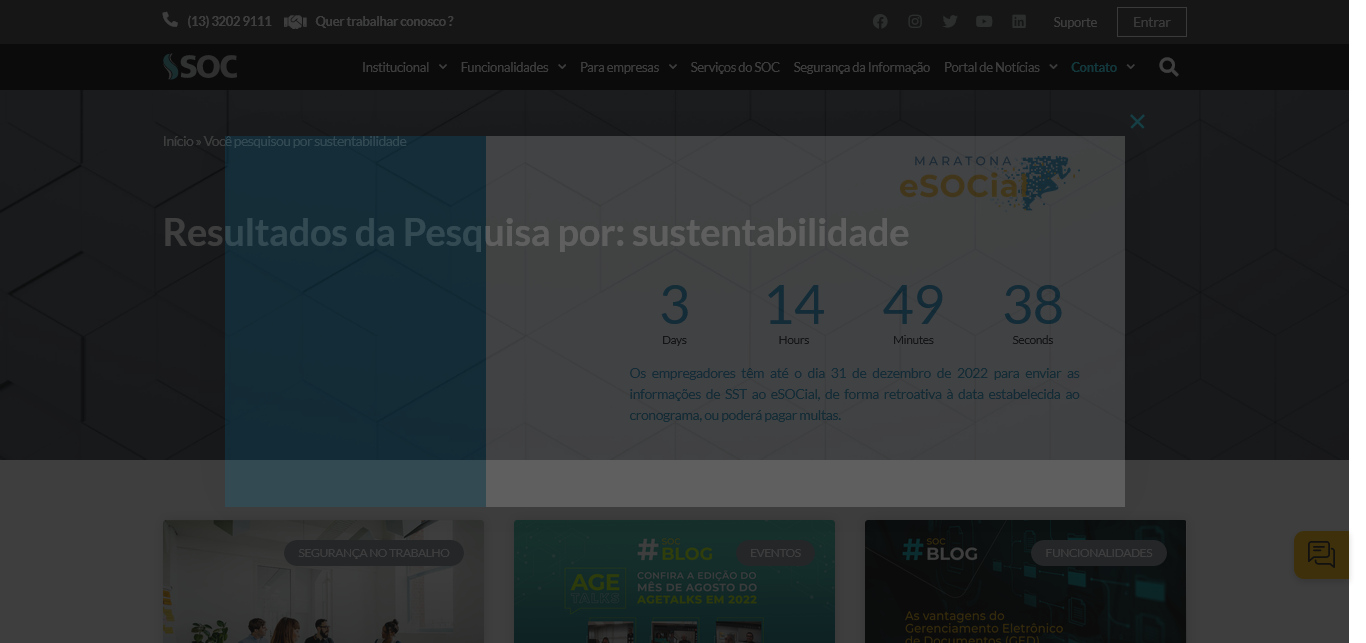 (13) 3202 9111
Quer trabalhar conosco ?
Suporte
Entrar
SOC
Institucional
Funcionalidades
Para empresas
Serviços do SOC
Segurança da Informação
Portal de Notícias
Contato
Início » Você pesquisou por sustentabilidade
MARATONA
eSOCial
Resultados da Pesquisa por: sustentabilidade
3 14 49 38
Days Hours Minutes Seconds
Os empregadores têm até o dia 31 de dezembro de 2022 para enviar as
informações de SST ao eSOCial, de forma retroativa à data estabelecida ao
cronograma, ou poderá pagar multas.
SEGURANÇA NO TRABALHO
# SOC
BLOG
EVENTOS
AGE
TALKS
CONFIRA A EDIÇÃO DO
MÊS DE AGOSTO DO
AGETALKS EM 2022
# SOC
BLOG
FUNCIONALIDADES
As vantagens do
Gerenciamento Eletrônico
de Documentos (GED)